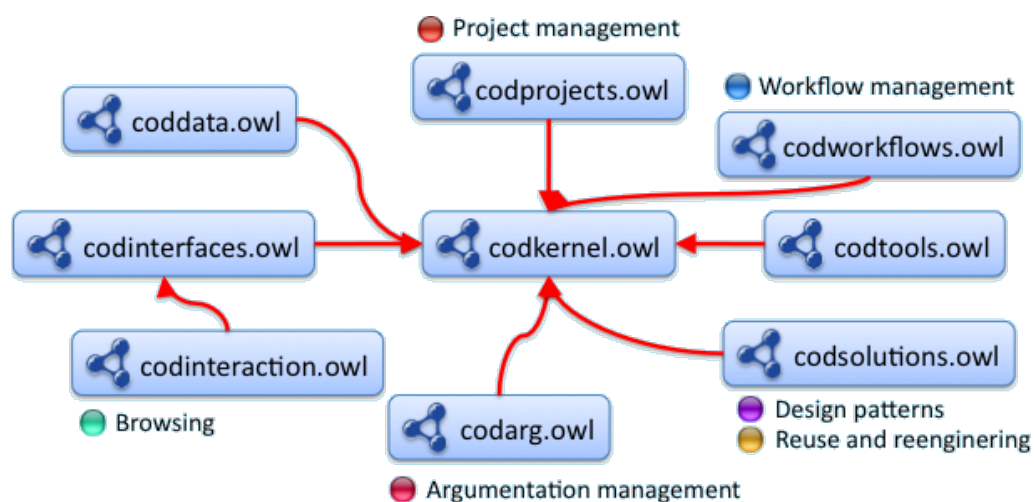 Project management
codprojects.owl
coddata.owl
Workflow management
codworkflows.owl
codinterfaces.owl
codkernel.owl
codtools.owl
codinteraction.owl
Browsing
codsolutions.owl
Design patterns
Reuse and reenginering
codarg.owl
Argumentation management